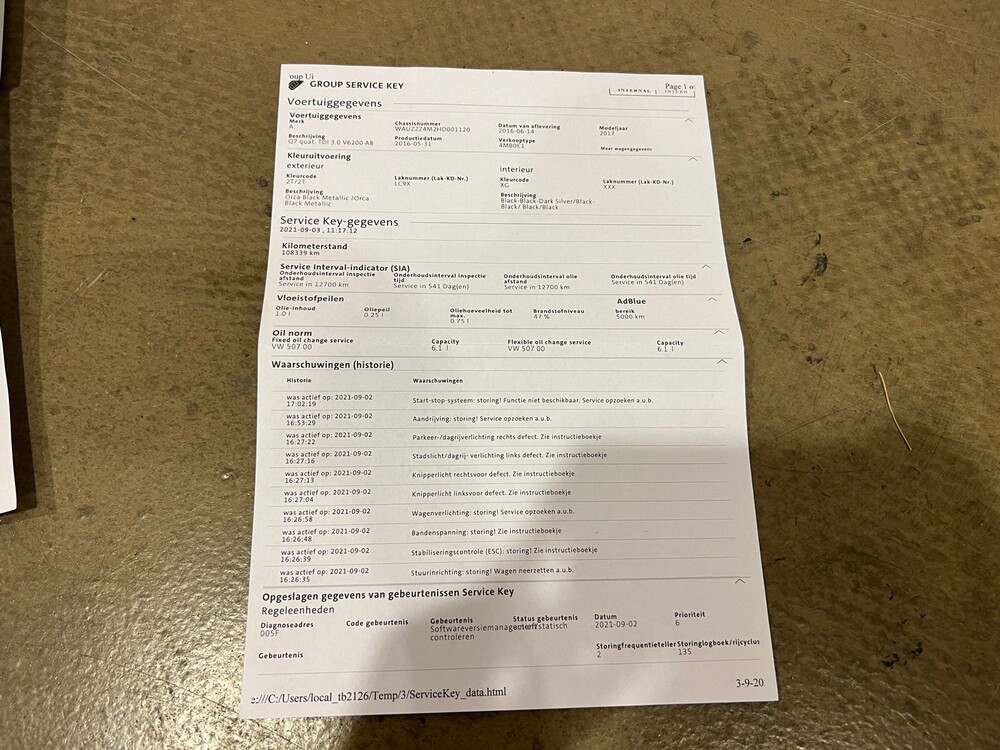 oup Ui
GROUP SERVICE KEY
INTERNAL
Page 1 o
INTERN
Voertuiggegevens
Voertuiggegevens
Merk Chassisnummer Datum van aflevering Modeljaar
A WAUZZZ4M2HD001120 2016-06-14 2017
Beschrijving Productiedatum Verkooptype Meer wagengegevens
Q7 quat. TDI 3.0 V6200 A8 2016-05-31 4MB0E1
Kleuruitvoering
exterieur interieur
Kleurcode Laknummer (Lak-KD-Nr.) Kleurcode Laknummer (Lak-KD-Nr.)
2T/2T LC9X XG XXX
Beschrijving Beschrijving
Orca Black Metallic /Orca Black-Black-Dark Silver/Black-
Black Metallic Black/ Black/Black
Service Key-gegevens
2021-09-03 , 11:17:12
Kilometerstand
108339 km
Service Interval-indicator (SIA)
Onderhoudsinterval inspectie Onderhoudsinterval inspectie Onderhoudsinterval olie Onderhoudsinterval olie tijd
afstand tijd afstand
Service in 12700 km Service in 541 Dag(en) Service in 12700 km Service in 541 Dag(en)
Vloeistofpeilen AdBlue
Olie-inhoud Oliepeil Oliehoeveelheid tot Brandstofniveau bereik
max.
1.0 l 0.25 l 0.75 l 47 % 5000 km
Oil norm
Fixed oil change service Capacity Flexible oil change service Capacity
VW 507 00 6.1 l VW 507 00 6.1 l
Waarschuwingen (historie)
Historie Waarschuwingen
was actief op: 2021-09-02
17:02:19 Start-stop-systeem: storing! Functie niet beschikbaar. Service opzoeken a.u.b.
was actief op: 2021-09-02
16:53:29 Aandrijving: storing! Service opzoeken a.u.b.
was actief op: 2021-09-02
16:27:22 Parkeer-/dagrijverlichting rechts defect. Zie instructieboekje
was actief op: 2021-09-02
16:27:16 Stadslicht/dagrij- verlichting links defect. Zie instructieboekje
was actief op: 2021-09-02
16:27:13 Knipperlicht rechtsvoor defect. Zie instructieboekje
was actief op: 2021-09-02
16:27:04 Knipperlicht linksvoor defect. Zie instructieboekje
was actief op: 2021-09-02
16:26:58 Wagenverlichting: storing! Service opzoeken a.u.b.
was actief op: 2021-09-02
16:26:48 Bandenspanning: storing! Zie instructieboekje
was actief op: 2021-09-02
16:26:39 Stabiliseringscontrole (ESC): storing! Zie instructieboekje
was actief op: 2021-09-02
16:26:35 Stuurinrichting: storing! Wagen neerzetten a.u.b.
Opgeslagen gegevens van gebeurtenissen Service Key
Regeleenheden
Diagnoseadres Code gebeurtenis Gebeurtenis Status gebeurtenis Datum Prioriteit
005F statisch 2021-09-02 6
controleren
Storingfrequentieteller Storinglogboek/rijcyclus
2 135
Gebeurtenis
e:///C:/Users/local_tb2126/Temp/3/ServiceKey_data.html
3-9-20